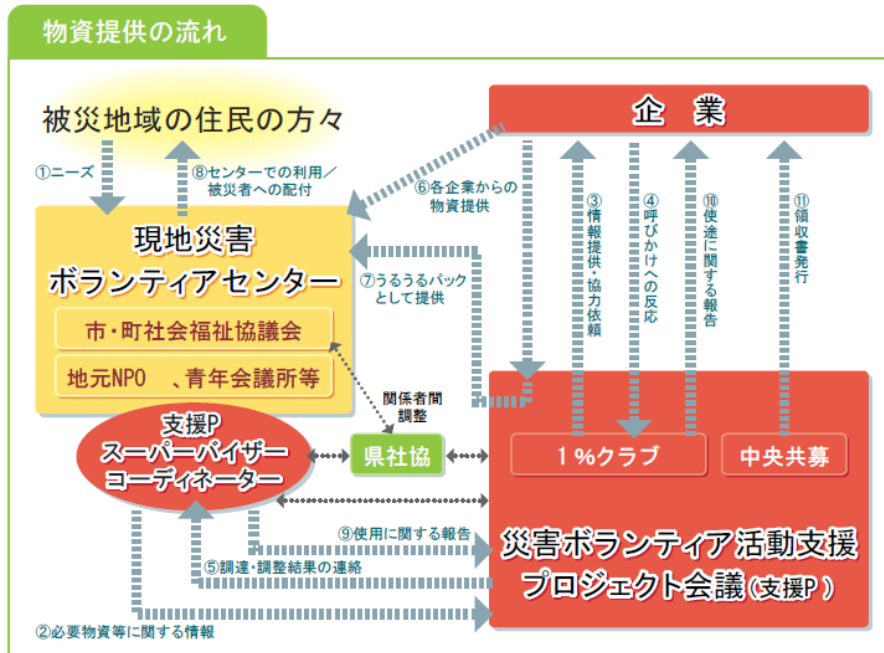 物資提供の流れ
被災地域の住民の方々
企 業
①ニーズ
⑧センターでの利用／
被災者への配付
⑥各企業からの
物資提供
③情報提供・協力依頼
④呼びかけへの反応
⑩使途に関する報告
⑪領収書発行
現地災害
ボランティアセンター
⑦うるうるパック
として提供
市・町社会福祉協議会
地元NPO 、青年会議所等
関係者間
調整
支援P
スーパーバイザー
コーディネーター
県社協
1%クラブ
中央共募
⑨使用に関する報告
災害ボランティア活動支援
プロジェクト会議(支援P)
⑤調達・調整結果の連絡
②必要物資等に関する情報